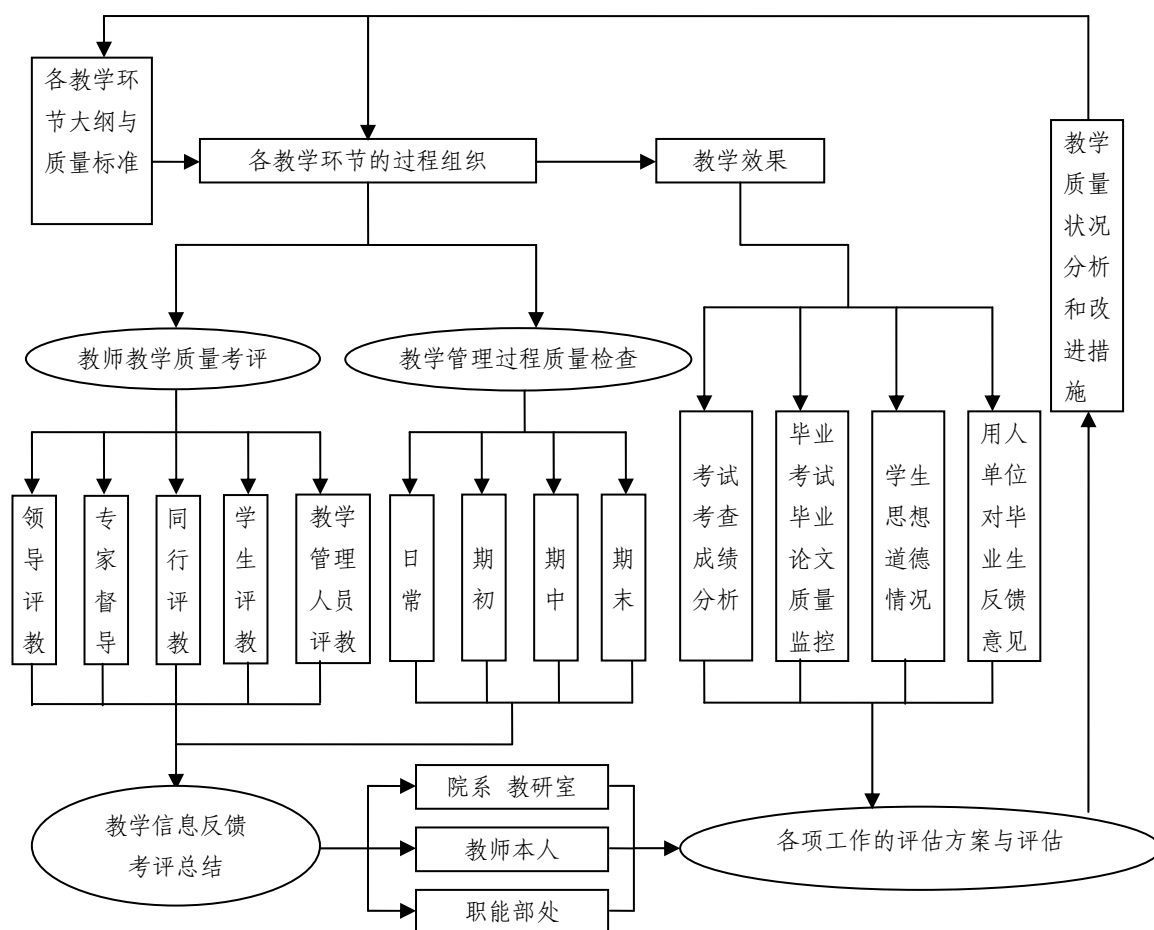 各教学环
节大纲与
质量标准
各教学环节的过程组织
教学效果
教学
质量
状况
分析
和改
进措
施
教师教学质量考评
教学管理过程质量检查
领
导
评
教
专
家
督
导
同
行
评
教
学
生
评
教
教学
管理
人员
评教
日
常
期
初
期
中
期
末
考试
考查
成绩
分析
毕业
考试
毕业
论文
质量
监控
学生
思想
道德
情况
用人
单位
对毕
业生
反馈
意见
教学信息反馈
考评总结
院系 教研室
教师本人
职能部处
各项工作的评估方案与评估